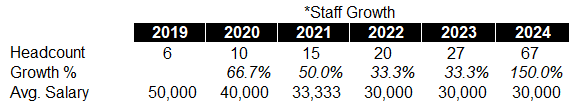 *Staff Growth
2019 2020 2021 2022 2023 2024
Headcount 6 10 15 20 27 67
Growth % 66.7% 50.0% 33.3% 33.3% 150.0%
Avg. Salary 50,000 40,000 33,333 30,000 30,000 30,000